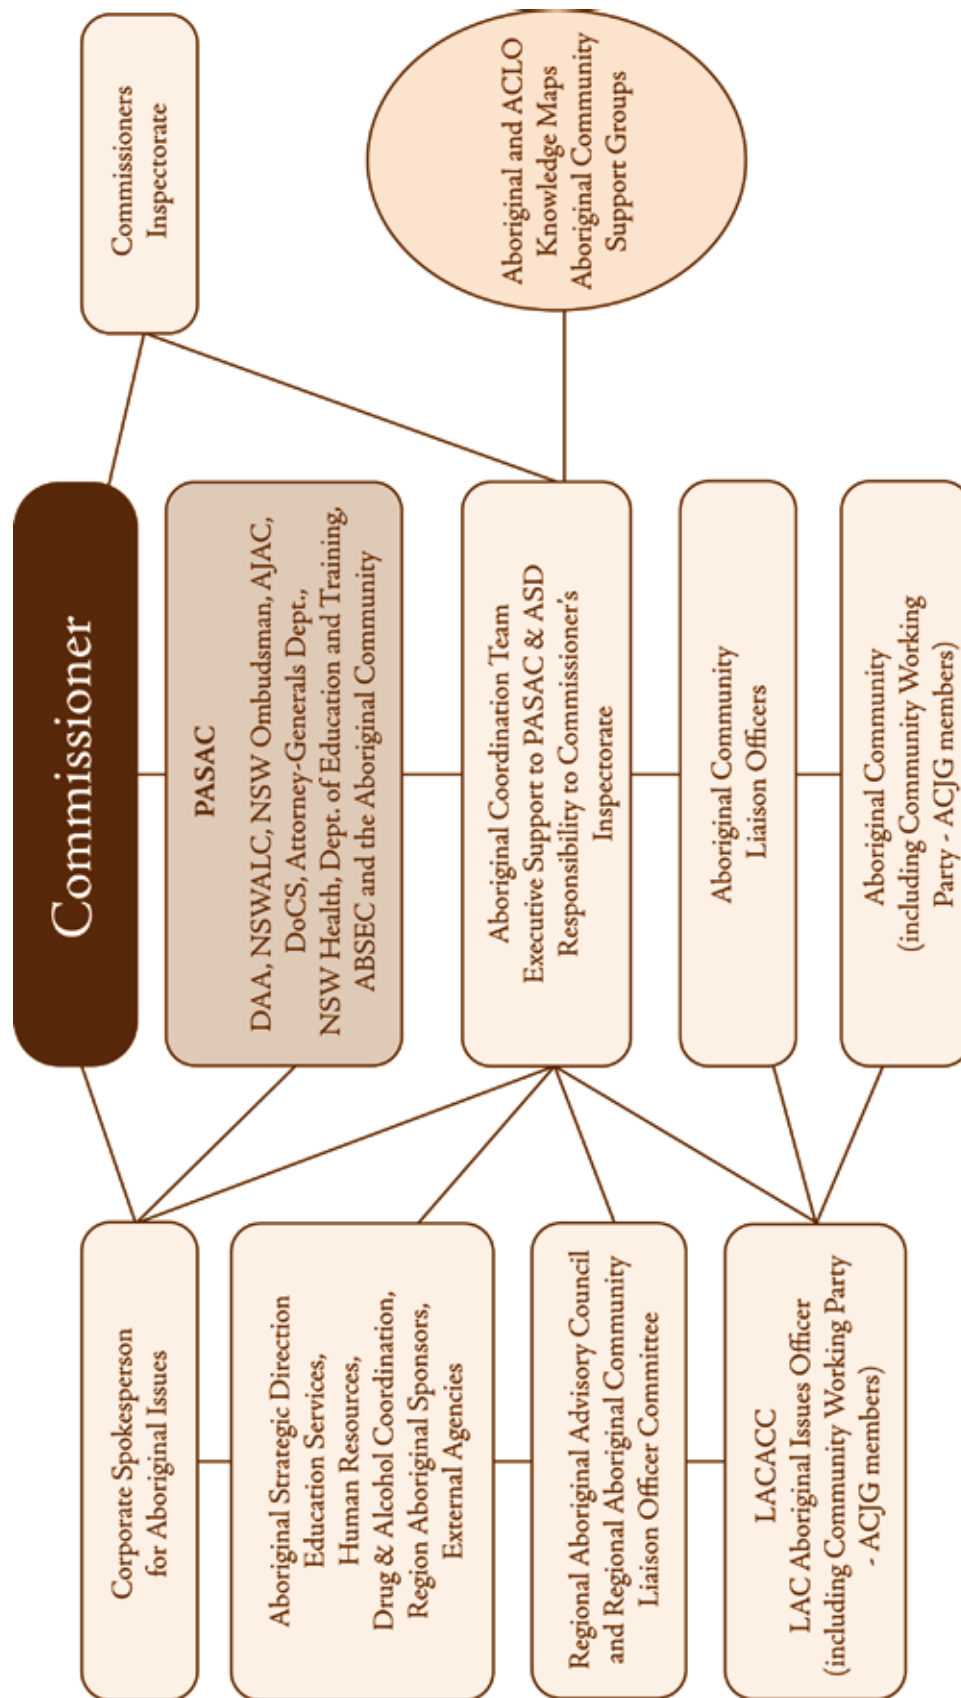 Commissioner
Commissioners
Inspectorate
Corporate Spokesperson
for Aboriginal Issues
PASAC
DAA, NSWALC, NSW Ombudsman, AJAC,
DoCS, Attorney-Generals Dept.,
NSW Health, Dept. of Education and Training,
ABSEC and the Aboriginal Community
Aboriginal Strategic Direction
Education Services,
Human Resources,
Drug & Alcohol Coordination,
Region Aboriginal Sponsors,
External Agencies
Aboriginal Coordination Team
Executive Support to PASAC & ASD
Responsibility to Commissioner's
Inspectorate
Aboriginal and ACLO
Knowledge Maps
Aboriginal Community
Support Groups
Regional Aboriginal Advisory Council
and Regional Aboriginal Community
Liaison Officer Committee
Aboriginal Community
Liaison Officers
LACACC
LAC Aboriginal Issues Officer
(including Community Working Party
- ACJG members)
Aboriginal Community
(including Community Working
Party - ACJG members)